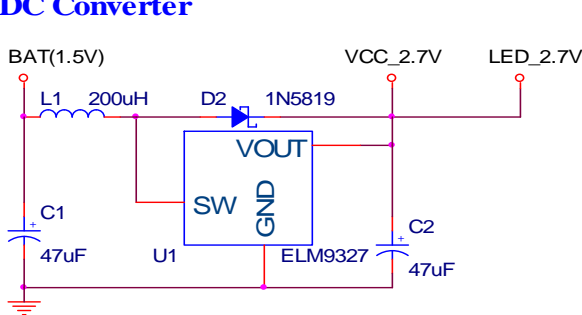 DC Converter
BAT(1.5V)
VCC_2.7V
LED_2.7V
L1
200uH
D2
1N5819
VOUT
SW
GND
C1
47uF
U1
ELM9327
C2
47uF
+
+